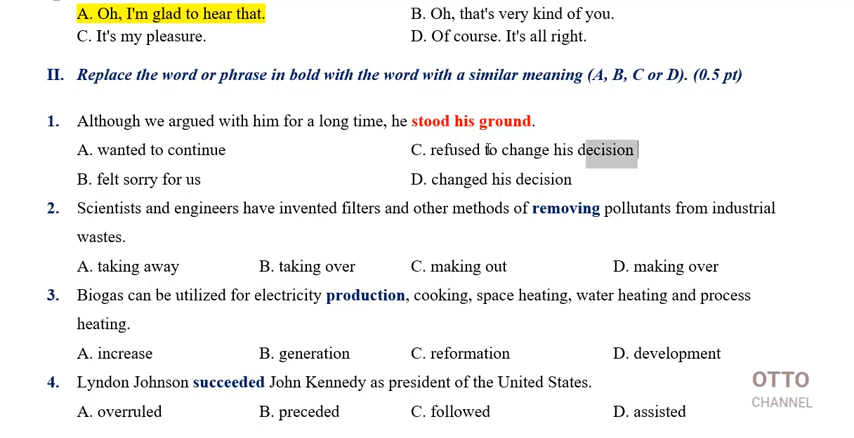 A. Oh, I'm glad to hear that. B. Oh, that's very kind of you.
C. It's my pleasure. D. Of course. It's all right.
II. Replace the word or phrase in bold with the word with a similar meaning (A, B, C or D). (0.5 pt)
1. Although we argued with him for a long time, he stood his ground.
A. wanted to continue C. refused to change his decision
B. felt sorry for us D. changed his decision
2. Scientists and engineers have invented filters and other methods of removing pollutants from industrial
wastes.
A. taking away B. taking over C. making out D. making over
3. Biogas can be utilized for electricity production, cooking, space heating, water heating and process
heating.
A. increase B. generation C. reformation D. development
4. Lyndon Johnson succeeded John Kennedy as president of the United States.
A. overruled B. preceded C. followed D. assisted
OTTO
CHANNEL